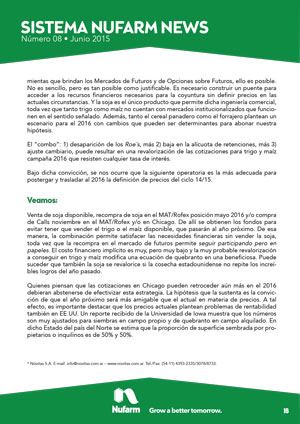 SISTEMA NUFARM NEWS
Número 08 • Junio 2015
mientas que brindan los Mercados de Futuros y de Opciones sobre Futuros, ello es posible.
No es sencillo, pero es tan posible como justificable. Es necesario construir un puente para
acceder a los recursos financieros necesarios para la coyuntura sin definir precios en las
actuales circunstancias. Y la soja es el único producto que permite dicha ingeniería comercial,
toda vez que tanto trigo como maíz no cuentan con mercados institucionalizados que funcio-
nen en el sentido señalado. Además, tanto el cereal panadero como el forrajero plantean un
escenario para el 2016 con cambios que pueden ser determinantes para abonar nuestra
hipótesis.
El "combo": 1) desaparición de los Roe's, más 2) baja en la alicuota de retenciones, más 3)
ajuste cambiario, puede resultar en una revalorización de las cotizaciones para trigo y maíz
campaña 2016 que resisten cualquier tasa de interés.
Bajo dicha convicción, se nos ocurre que la siguiente operatoria es la más adecuada para
postergar y trasladar al 2016 la definición de precios del ciclo 14/15.
Veamos:
Venta de soja disponible, recompra de soja en el MAT/Rofex posición mayo 2016 y/o compra
de Calls noviembre en el MAT/Rofex y/o en Chicago. De allí se obtienen los fondos para
evitar tener que vender el trigo o el maíz disponible, que pasarán al año próximo. De esa
manera, la combinación permite satisfacer las necesidades financieras sin vender la soja,
toda vez que la recompra en el mercado de futuros permite seguir participando pero en
papeles. El costo financiero implícito es muy, pero muy bajo y la muy probable revalorización
a conseguir en trigo y maíz modifica una ecuación de quebranto en una beneficiosa. Puede
suceder que también la soja se revalorice si la cosecha estadounidense no repite los increí-
bles logros del año pasado.
Quienes piensan que las cotizaciones en Chicago pueden retroceder aún más en el 2016
debieran abstenerse de efectivizar esta estrategia. La hipótesis que la sustenta es la convic-
ción de que el año próximo será más amigable que el actual en materia de precios. A tal
efecto, es importante destacar que los precios actuales plantean problemas de rentabilidad
también en EE.UU. Un reporte recibido de la Universidad de Iowa muestra que los números
son muy ajustados para siembras en campo propio y de quebranto en campo alquilado. En
dicho Estado del país del Norte se estima que la proporción de superficie sembrada por pro-
pietarios o inquilinos es de 50% y 50%.
* Nóvitas S.A. E-mail: info@novitas.com.ar – www.novitas.com.ar Tel./Fax: (54-11) 4393-2320/3078/8733
Nufarm
Grow a better tomorrow.